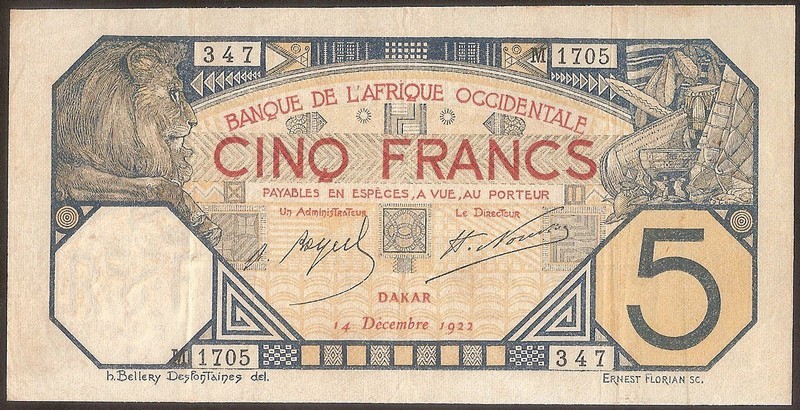 347 M 1705
BANQUE DE L'AFRIQUE OCCIDENTALE
CINQ FRANCS
PAYABLES EN ESPÈCES, A VUE, AU PORTEUR
Un Administrateur Le Directeur
DAKAR
14 Décembre 1922
5
M 1705 347
h. Bellery Desfontaines del. ERNEST FLORIAN SC.